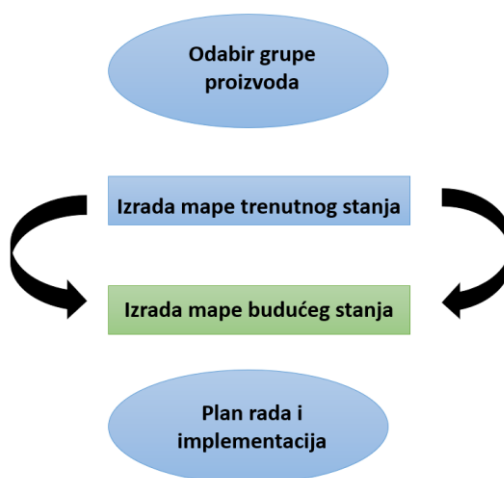 Odabir grupe
proizvoda
Izrada mape trenutnog stanja
Izrada mape budućeg stanja
Plan rada i
implementacija